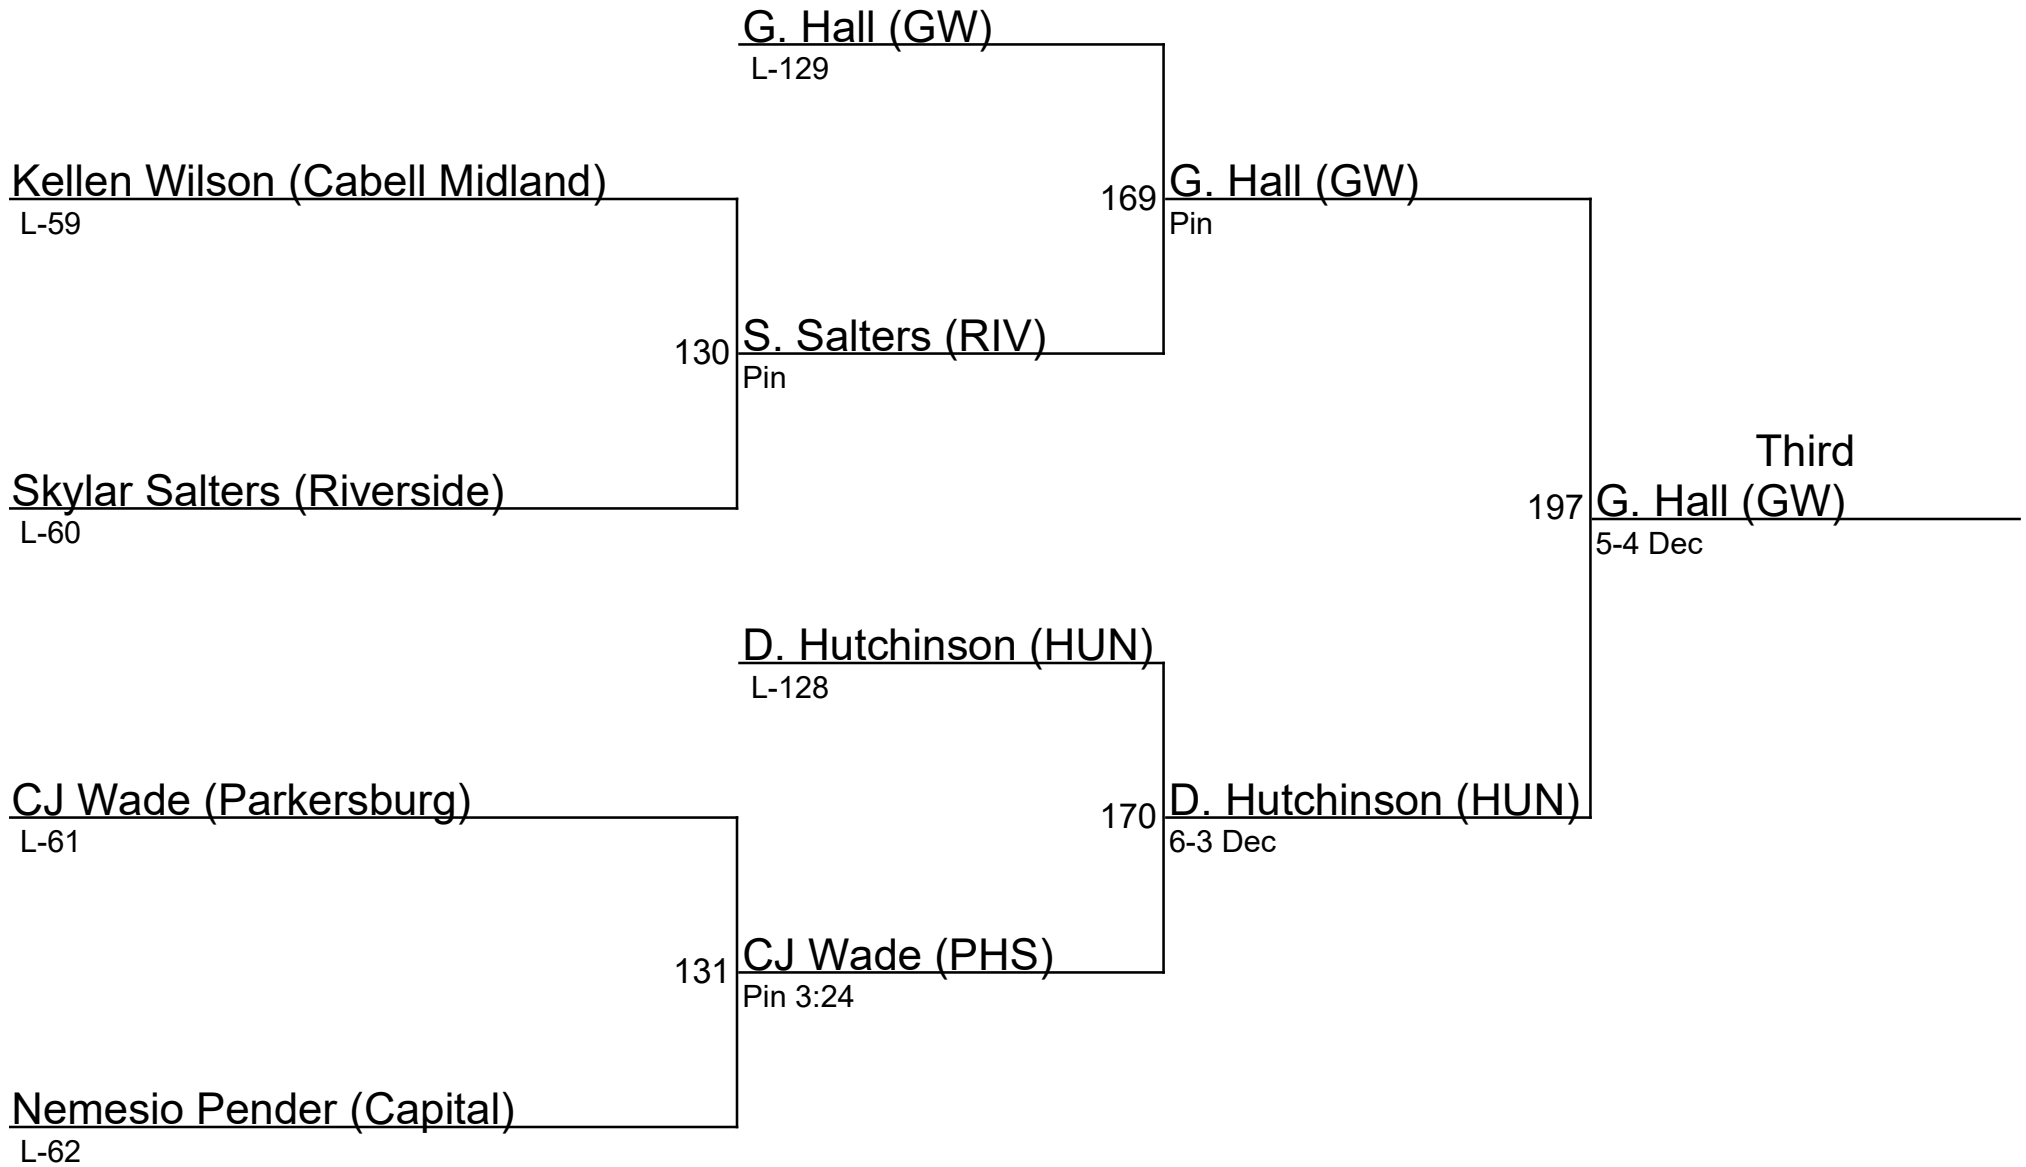 G. Hall (GW)
L-129
Kellen Wilson (Cabell Midland)
L-59
169
G. Hall (GW)
Pin
130
S. Salters (RIV)
Pin
Skylar Salters (Riverside)
L-60
Third
197
G. Hall (GW)
5-4 Dec
D. Hutchinson (HUN)
L-128
CJ Wade (Parkersburg)
L-61
170
D. Hutchinson (HUN)
6-3 Dec
131
CJ Wade (PHS)
Pin 3:24
Nemesio Pender (Capital)
L-62